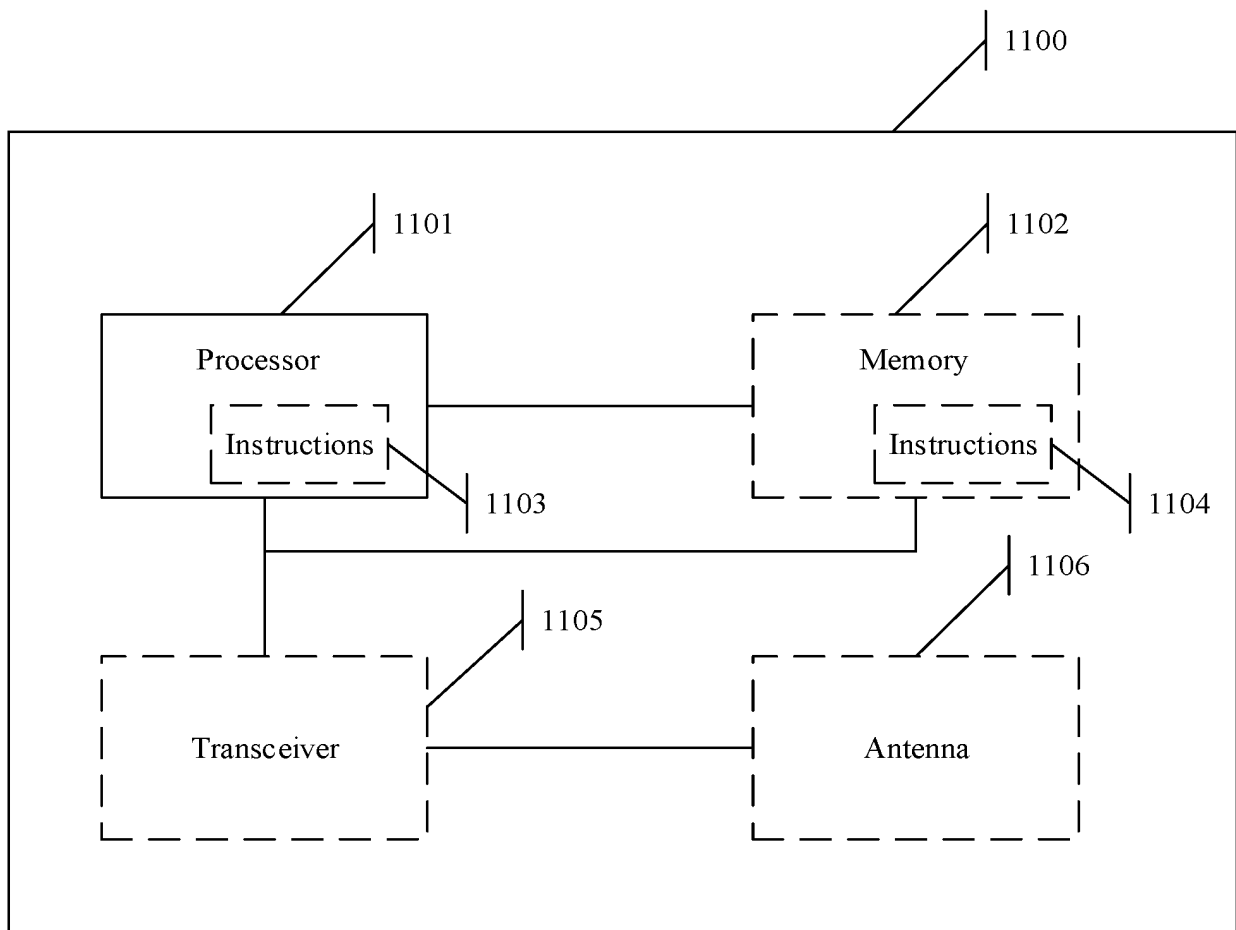 1100
1101
1102
Processor
Memory
Instructions
Instructions
1103
1104
1106
1105
Transceiver
Antenna